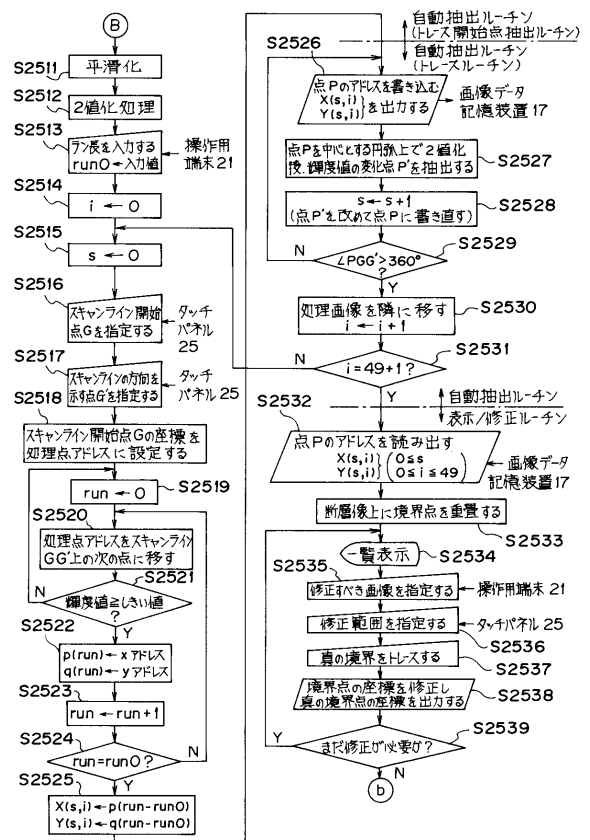 B
S2511
平滑化
S2512
2値化処理
S2513
ラン長を入力する
run0←入力値
操作用
端末21
S2514
i ← 0
S2515
s ← 0
S2516
スキャンライン開始
点Gを指定する
タッチ
パネル
25
S2517
スキャンラインの方向を
示す点G'を指定する
タッチ
パネル25
S2518
スキャンライン開始点Gの座標を
処理点アドレスに設定する
S2519
run ← 0
S2520
処理点アドレスをスキャンライン
GG'上の次の点に移す
S2521
輝度値≧しきい値
?
N
Y
S2522
p(run)←xアドレス
q(run)←yアドレス
S2523
run ← run+1
S2524
run=run0?
N
Y
S2525
X(s,i)←p(run-run0)
Y(s,i)←q(run-run0)
自動抽出ルーチン
(トレース開始点抽出ルーチン)
自動抽出ルーチン
(トレースルーチン)
S2526
点Pのアドレスを書き込む
X(s,i)
Y(s,i)
}を出力する
画像データ
記憶装置17
S2527
点Pを中心とする円弧上で2値化
後,輝度値の変化点P'を抽出する
S2528
s←s+1
(点P'を改めて点Pに書き直す)
S2529
∠PGG'>360°
?
N
Y
S2530
処理画像を隣に移す
i ← i+1
S2531
i=49+1?
N
Y
自動抽出ルーチン
表示/修正ルーチン
S2532
点Pのアドレスを読み出す
X(s,i)
Y(s,i)
}
(0≦s
0≦i≦49)
画像データ
記憶装置17
S2533
断層像上に境界点を重畳する
S2534
一覧表示
S2535
修正すべき画像を指定する
操作用端末21
修正範囲を指定する
タッチパネル25
S2536
真の境界をトレースする
S2537
境界点の座標を修正し
真の境界点の座標を出力する
S2538
S2539
まだ修正が必要か?
Y
N
b